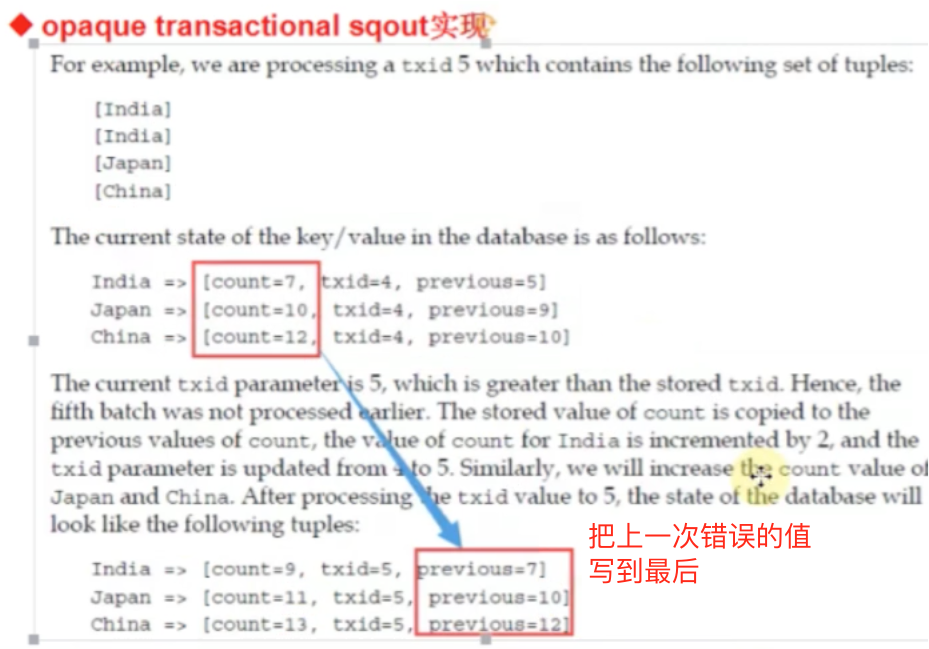 ◆ opaque transactional sqout实现
For example, we are processing a txid 5 which contains the following set of tuples:
[India]
[India]
[Japan]
[China]
The current state of the key/value in the database is as follows:
India => [count=7, txid=4, previous=5]
Japan => [count=10, txid=4, previous=9]
China => [count=12, txid=4, previous=10]
The current txid parameter is 5, which is greater than the stored txid. Hence, the
fifth batch was not processed earlier. The stored value of count is copied to the
previous values of count, the value of count for India is incremented by 2, and the
txid parameter is updated from to 5. Similarly, we will increase the count value of
Japan and China. After processing the txid value to 5, the state of the database will
look like the following tuples:
把上一次错误的值
写到最后
India => [count=9, txid=5, previous=7]
Japan => [count=11, txid=5, previous=10]
China => [count=13, txid=5, previous=12]